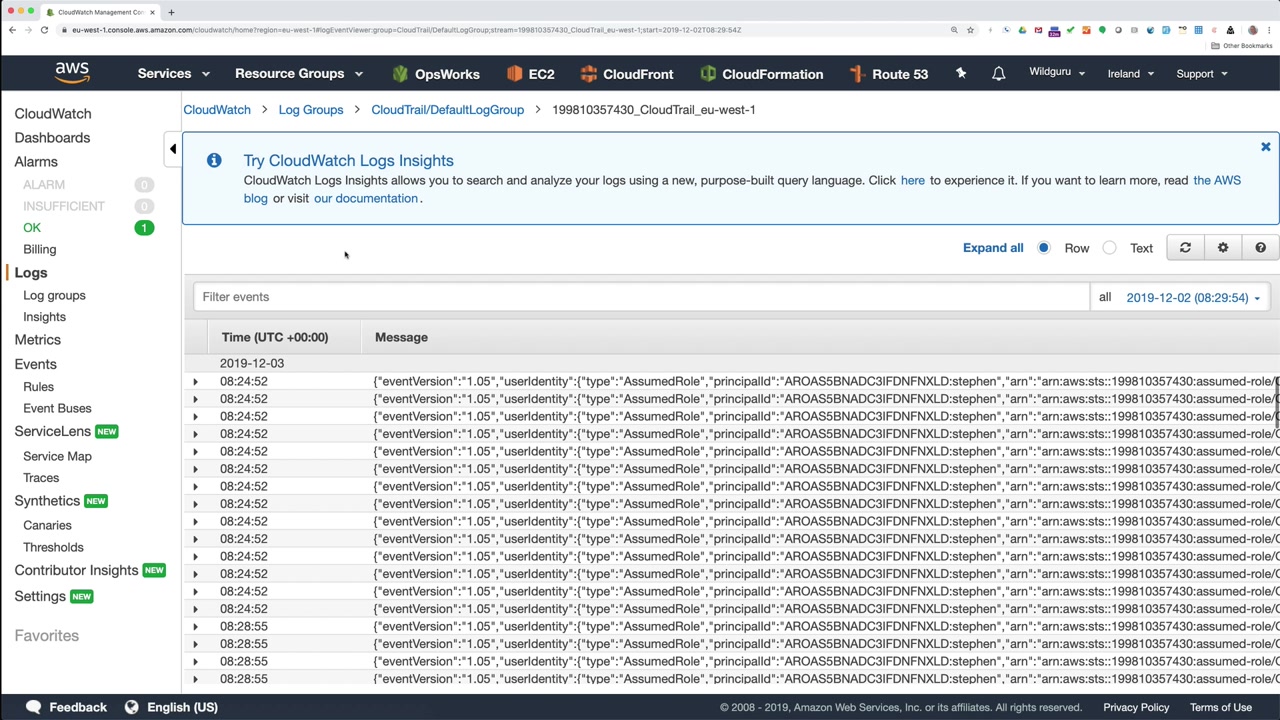 CloudWatch Management Con
eu-west-1.console.aws.amazon.com/cloudwatch/home?region=eu-west-1#logEventViewer:group=CloudTrail/DefaultLogGroup;stream=199810357430_CloudTrail_eu-west-1;start=2019-12-02T08:29:54Z
Other Bookmarks
aws Services Resource Groups OpsWorks EC2 CloudFront CloudFormation Route 53 Wildguru Ireland Support
CloudWatch
Dashboards
Alarms
ALARM 0
INSUFFICIENT 0
OK 1
Billing
Logs
Log groups
Insights
Metrics
Events
Rules
Event Buses
ServiceLens NEW
Service Map
Traces
Synthetics NEW
Canaries
Thresholds
Contributor Insights NEW
Settings NEW
Favorites
CloudWatch > Log Groups > CloudTrail/DefaultLogGroup > 199810357430_CloudTrail_eu-west-1
Try CloudWatch Logs Insights
CloudWatch Logs Insights allows you to search and analyze your logs using a new, purpose-built query language. Click here to experience it. If you want to learn more, read the AWS
blog or visit our documentation.
Expand all Row Text
Filter events all 2019-12-02 (08:29:54)
Time (UTC +00:00) Message
2019-12-03
08:24:52 {"eventVersion":"1.05","userIdentity":{"type":"AssumedRole","principalId":"AROAS5BNADC3IFDNFNXLD:stephen","arn":"arn:aws:sts::199810357430:assumed-role/
08:24:52 {"eventVersion":"1.05","userIdentity":{"type":"AssumedRole","principalId":"AROAS5BNADC3IFDNFNXLD:stephen","arn":"arn:aws:sts::199810357430:assumed-role/
08:24:52 {"eventVersion":"1.05","userIdentity":{"type":"AssumedRole","principalId":"AROAS5BNADC3IFDNFNXLD:stephen","arn":"arn:aws:sts::199810357430:assumed-role/
08:24:52 {"eventVersion":"1.05","userIdentity":{"type":"AssumedRole","principalId":"AROAS5BNADC3IFDNFNXLD:stephen","arn":"arn:aws:sts::199810357430:assumed-role/
08:24:52 {"eventVersion":"1.05","userIdentity":{"type":"AssumedRole","principalId":"AROAS5BNADC3IFDNFNXLD:stephen","arn":"arn:aws:sts::199810357430:assumed-role/
08:24:52 {"eventVersion":"1.05","userIdentity":{"type":"AssumedRole","principalId":"AROAS5BNADC3IFDNFNXLD:stephen","arn":"arn:aws:sts::199810357430:assumed-role/
08:24:52 {"eventVersion":"1.05","userIdentity":{"type":"AssumedRole","principalId":"AROAS5BNADC3IFDNFNXLD:stephen","arn":"arn:aws:sts::199810357430:assumed-role/
08:24:52 {"eventVersion":"1.05","userIdentity":{"type":"AssumedRole","principalId":"AROAS5BNADC3IFDNFNXLD:stephen","arn":"arn:aws:sts::199810357430:assumed-role/
08:24:52 {"eventVersion":"1.05","userIdentity":{"type":"AssumedRole","principalId":"AROAS5BNADC3IFDNFNXLD:stephen","arn":"arn:aws:sts::199810357430:assumed-role/
08:24:52 {"eventVersion":"1.05","userIdentity":{"type":"AssumedRole","principalId":"AROAS5BNADC3IFDNFNXLD:stephen","arn":"arn:aws:sts::199810357430:assumed-role/
08:24:52 {"eventVersion":"1.05","userIdentity":{"type":"AssumedRole","principalId":"AROAS5BNADC3IFDNFNXLD:stephen","arn":"arn:aws:sts::199810357430:assumed-role/
08:24:52 {"eventVersion":"1.05","userIdentity":{"type":"AssumedRole","principalId":"AROAS5BNADC3IFDNFNXLD:stephen","arn":"arn:aws:sts::199810357430:assumed-role/
08:24:52 {"eventVersion":"1.05","userIdentity":{"type":"AssumedRole","principalId":"AROAS5BNADC3IFDNFNXLD:stephen","arn":"arn:aws:sts::199810357430:assumed-role/
08:24:52 {"eventVersion":"1.05","userIdentity":{"type":"AssumedRole","principalId":"AROAS5BNADC3IFDNFNXLD:stephen","arn":"arn:aws:sts::199810357430:assumed-role/
08:28:55 {"eventVersion":"1.05","userIdentity":{"type":"AssumedRole","principalId":"AROAS5BNADC3IFDNFNXLD:stephen","arn":"arn:aws:sts::199810357430:assumed-role/
08:28:55 {"eventVersion":"1.05","userIdentity":{"type":"AssumedRole","principalId":"AROAS5BNADC3IFDNFNXLD:stephen","arn":"arn:aws:sts::199810357430:assumed-role/
08:28:55 {"eventVersion":"1.05","userIdentity":{"type":"AssumedRole","principalId":"AROAS5BNADC3IFDNFNXLD:stephen","arn":"arn:aws:sts::199810357430:assumed-role/
08:28:55 {"eventVersion":"1.05","userIdentity":{"type":"AssumedRole","principalId":"AROAS5BNADC3IFDNFNXLD:stephen","arn":"arn:aws:sts::199810357430:assumed-role/
Feedback English (US) © 2008 - 2019, Amazon Web Services, Inc. or its affiliates. All rights reserved. Privacy Policy Terms of Use